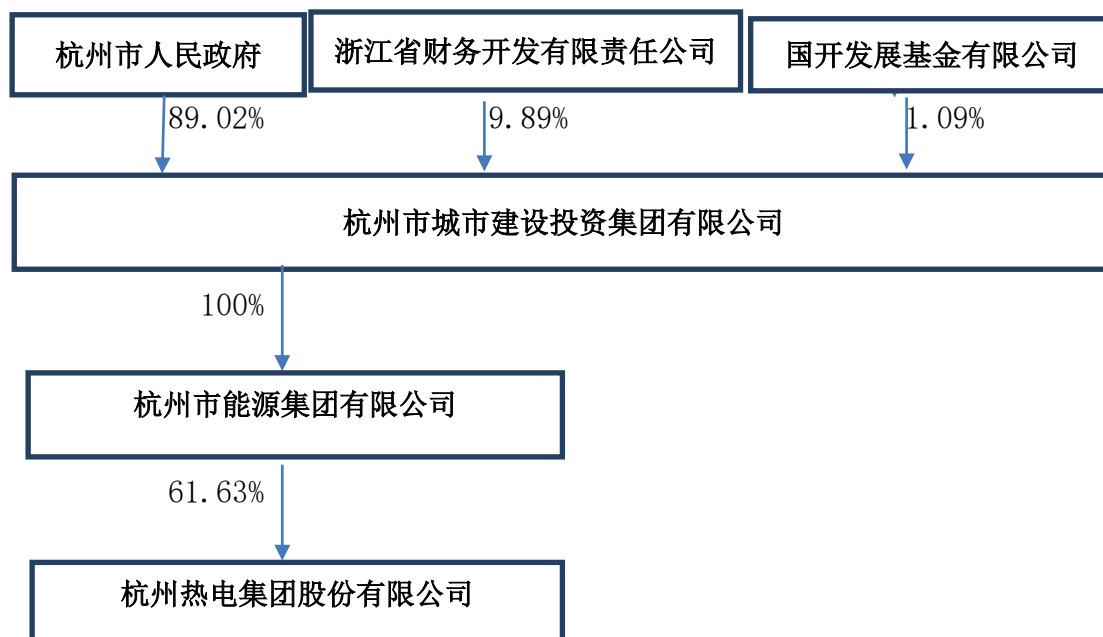 杭州市人民政府
浙江省财务开发有限责任公司
国开发展基金有限公司
89.02%
9.89%
1.09%
杭州市城市建设投资集团有限公司
100%
杭州市能源集团有限公司
61.63%
杭州热电集团股份有限公司